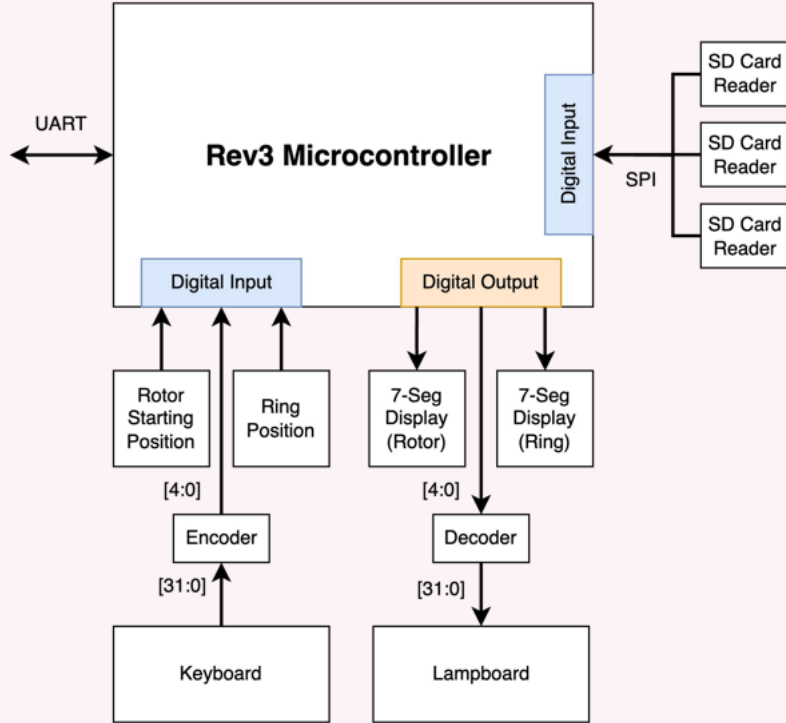 SD Card
Reader
UART
Rev3 Microcontroller
Digital Input
SPI
SD Card
Reader
SD Card
Reader
Digital Input
Digital Output
Rotor
Starting
Position
Ring
Position
7-Seg
Display
(Rotor)
7-Seg
Display
(Ring)
[4:0]
[4:0]
Encoder
Decoder
[31:0]
[31:0]
Keyboard
Lampboard